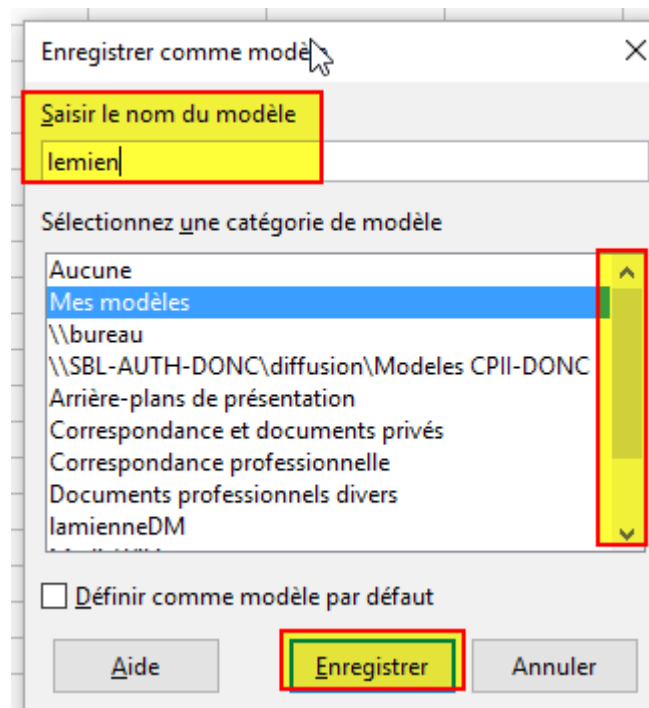 Enregistrer comme modèle
Saisir le nom du modèle
lemien
Sélectionnez une catégorie de modèle
Aucune
Mes modèles
\\bureau
\\SBL-AUTH-DONC\diffusion\Modeles CPII-DONC
Arrière-plans de présentation
Correspondance et documents privés
Correspondance professionnelle
Documents professionnels divers
lamienneDM
Définir comme modèle par défaut
Aide Enregistrer Annuler